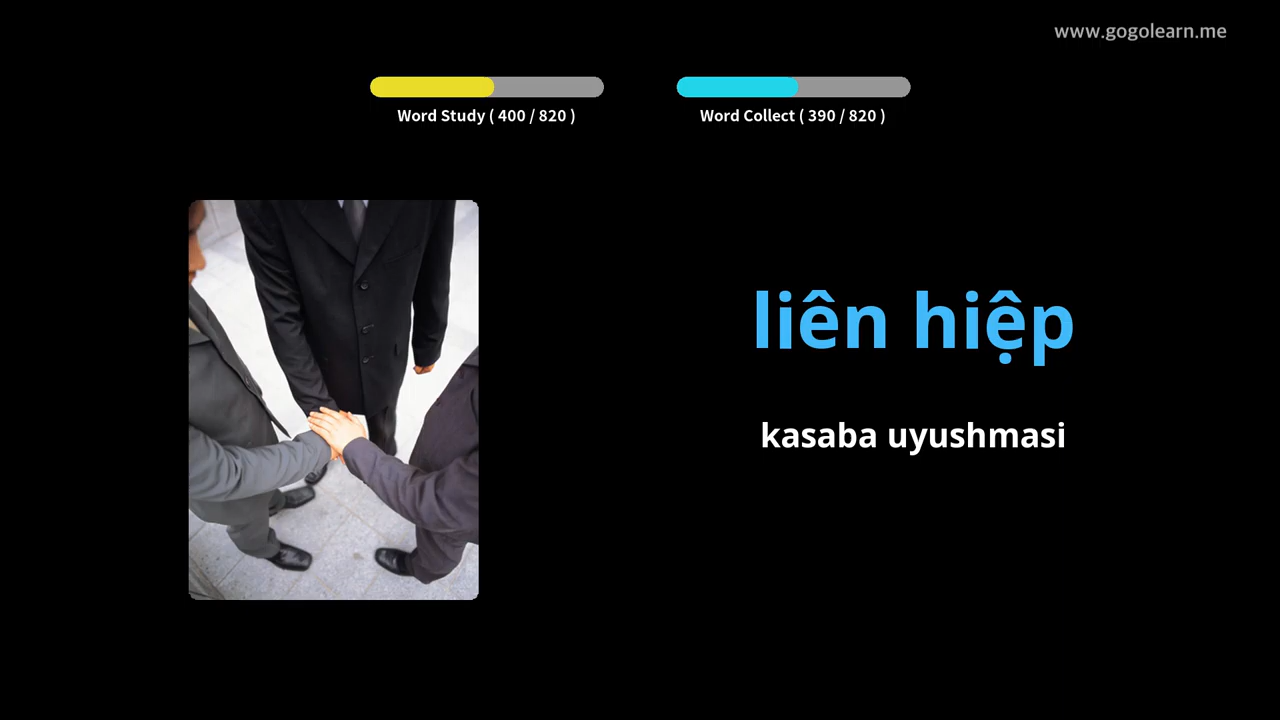 www.gogolearn.me
Word Study ( 400 / 820 )
Word Collect ( 390 / 820 )
liên hiệp
kasaba uyushmasi